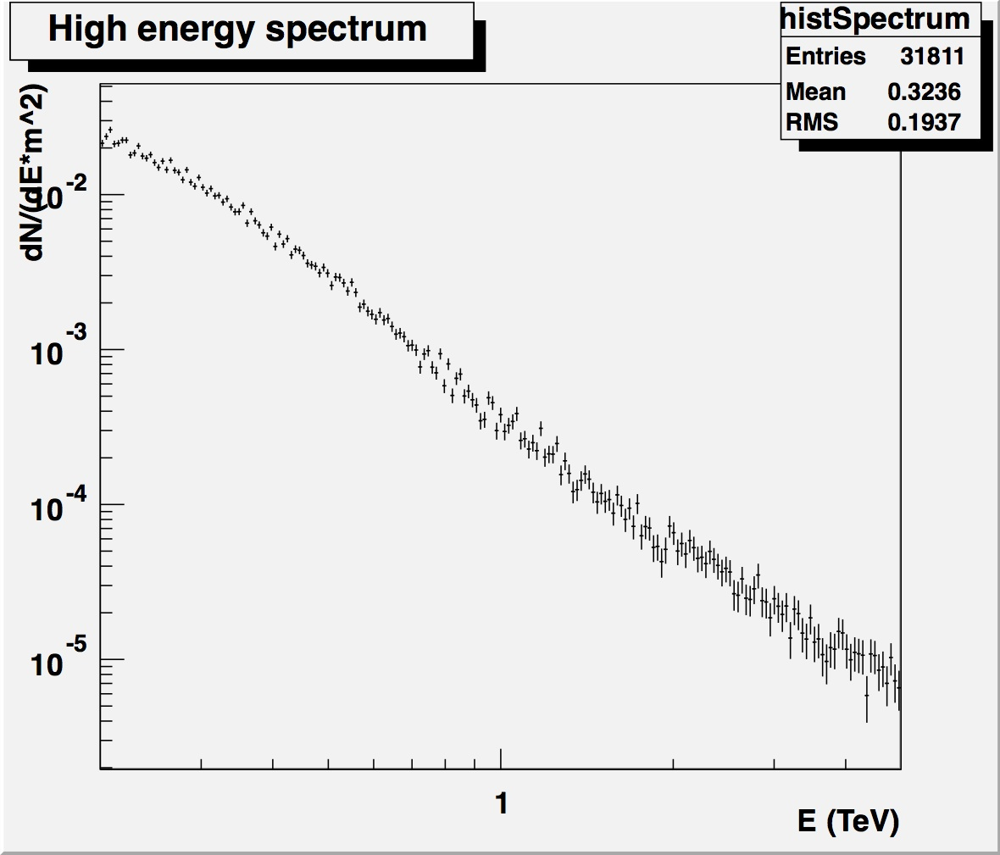 High energy spectrum
histSpectrum
Entries 31811
Mean 0.3236
RMS 0.1937
dN/(dE*m^2)
10^-2
10^-3
10^-4
10^-5
1
E (TeV)